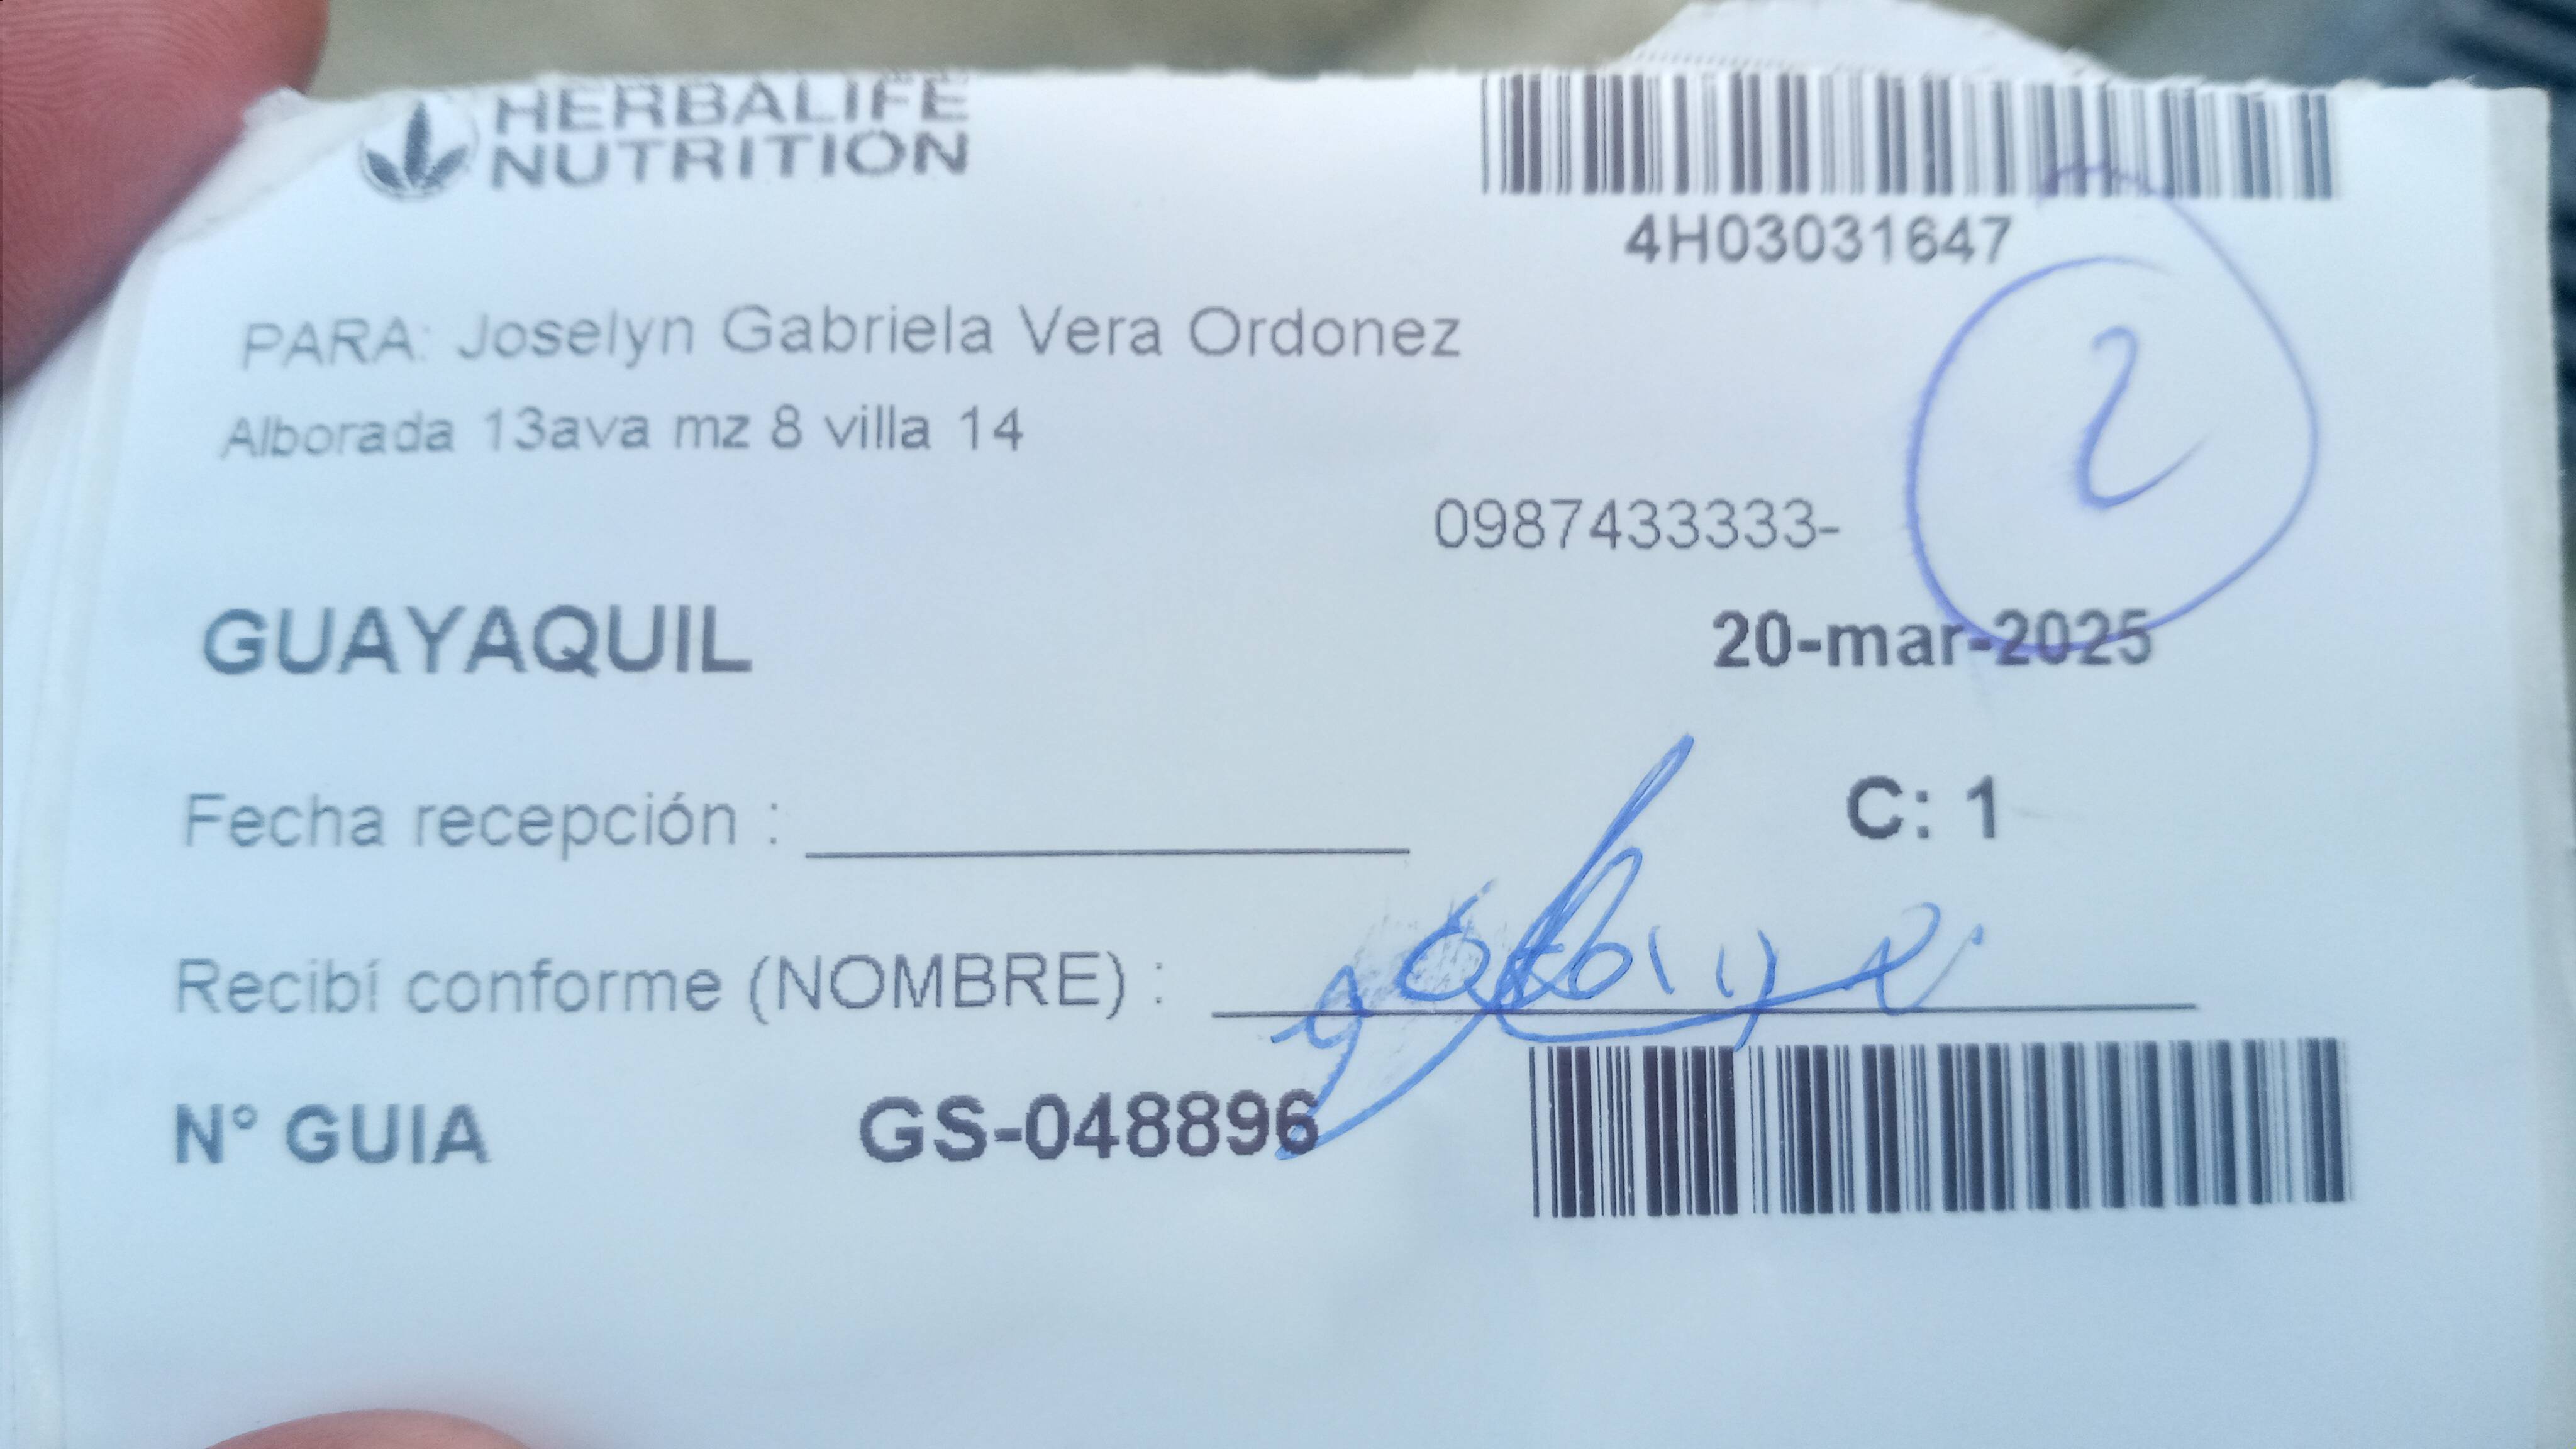 HERBALIFE
NUTRITION
4H03031647
PARA: Joselyn Gabriela Vera Ordonez
Alborada 13ava mz 8 villa 14
2
0987433333-
GUAYAQUIL
20-mar-2025
Fecha recepción :
C: 1
Recibí conforme (NOMBRE) :
N° GUIA GS-048896